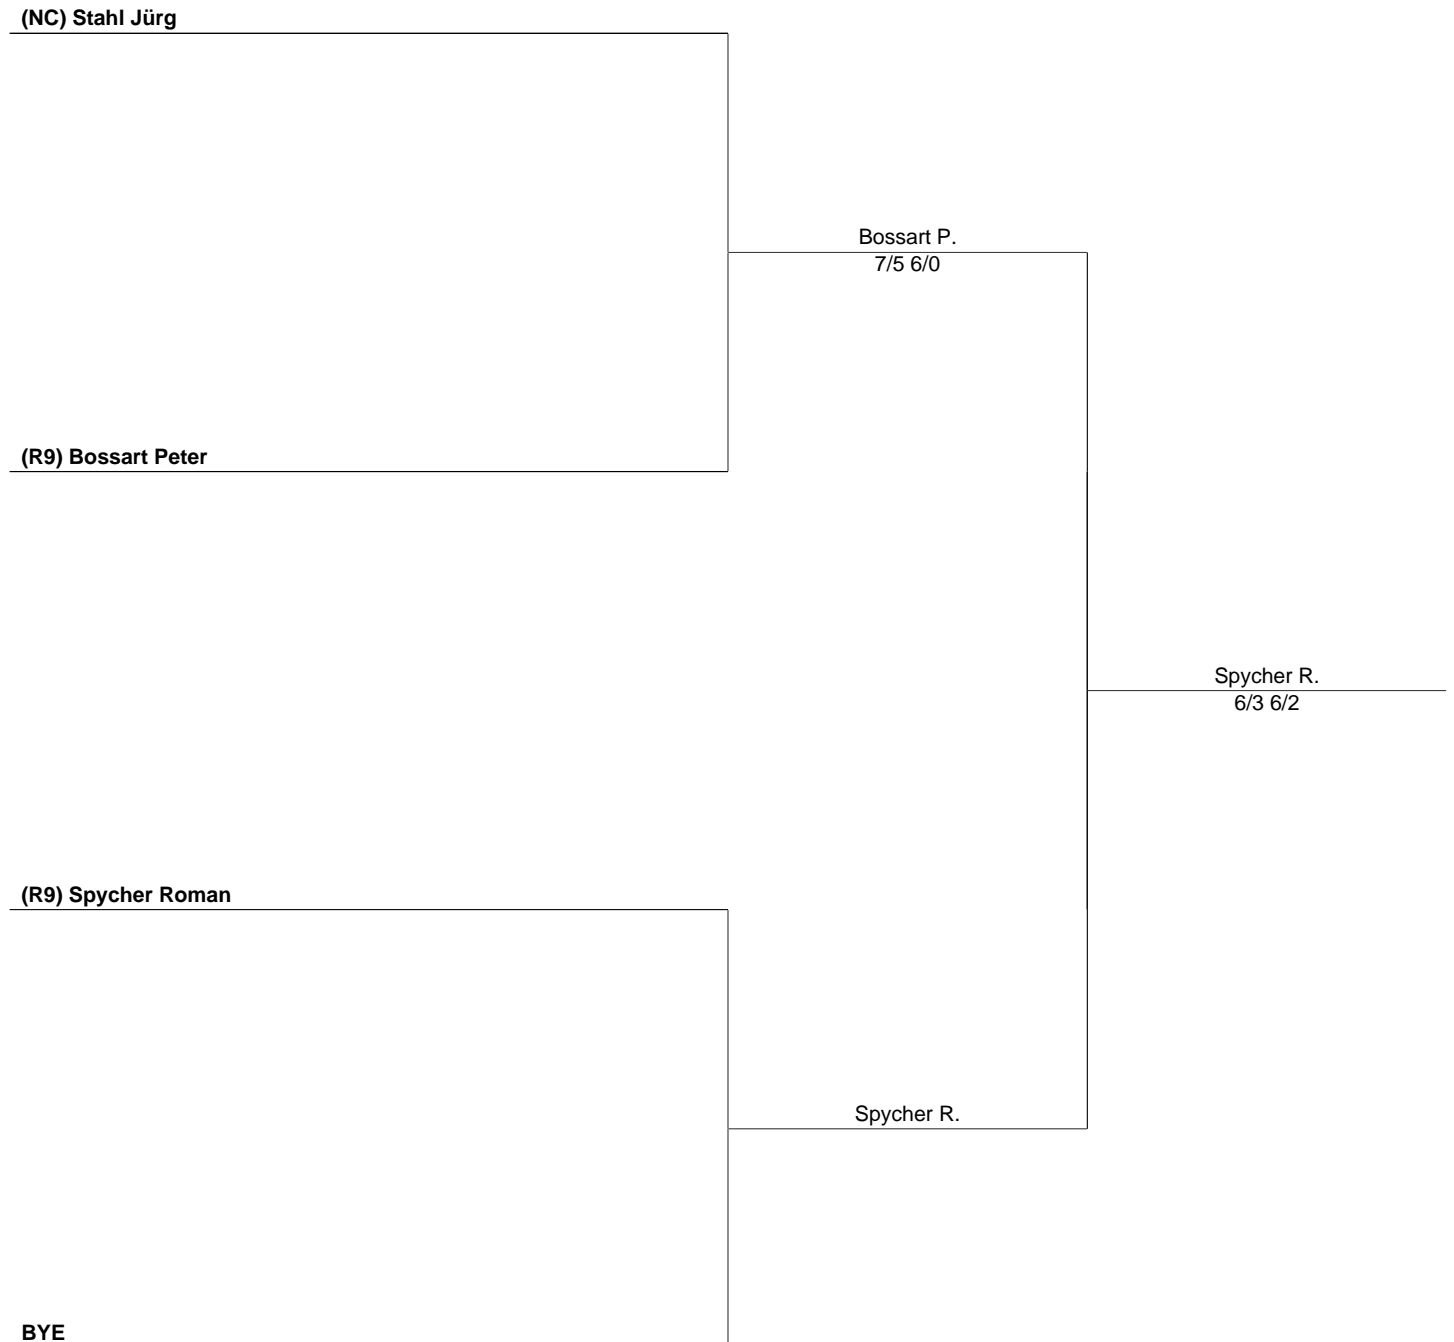 (NC) Stahl Jürg
Bossart P.
7/5 6/0
(R9) Bossart Peter
Spycher R.
6/3 6/2
(R9) Spycher Roman
Spycher R.
BYE